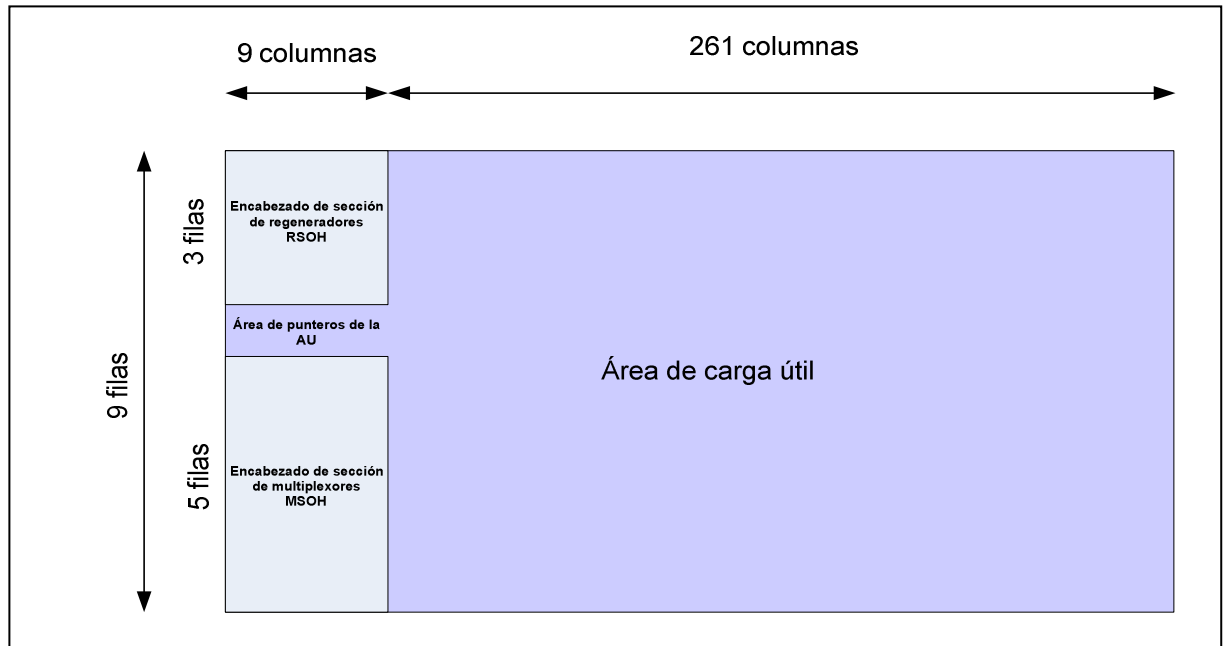 9 columnas
261 columnas
9 filas
3 filas
Encabezado de sección
de regeneradores
RSOH
Área de punteros de la
AU
5 filas
Encabezado de sección
de multiplexores
MSOH
Área de carga útil